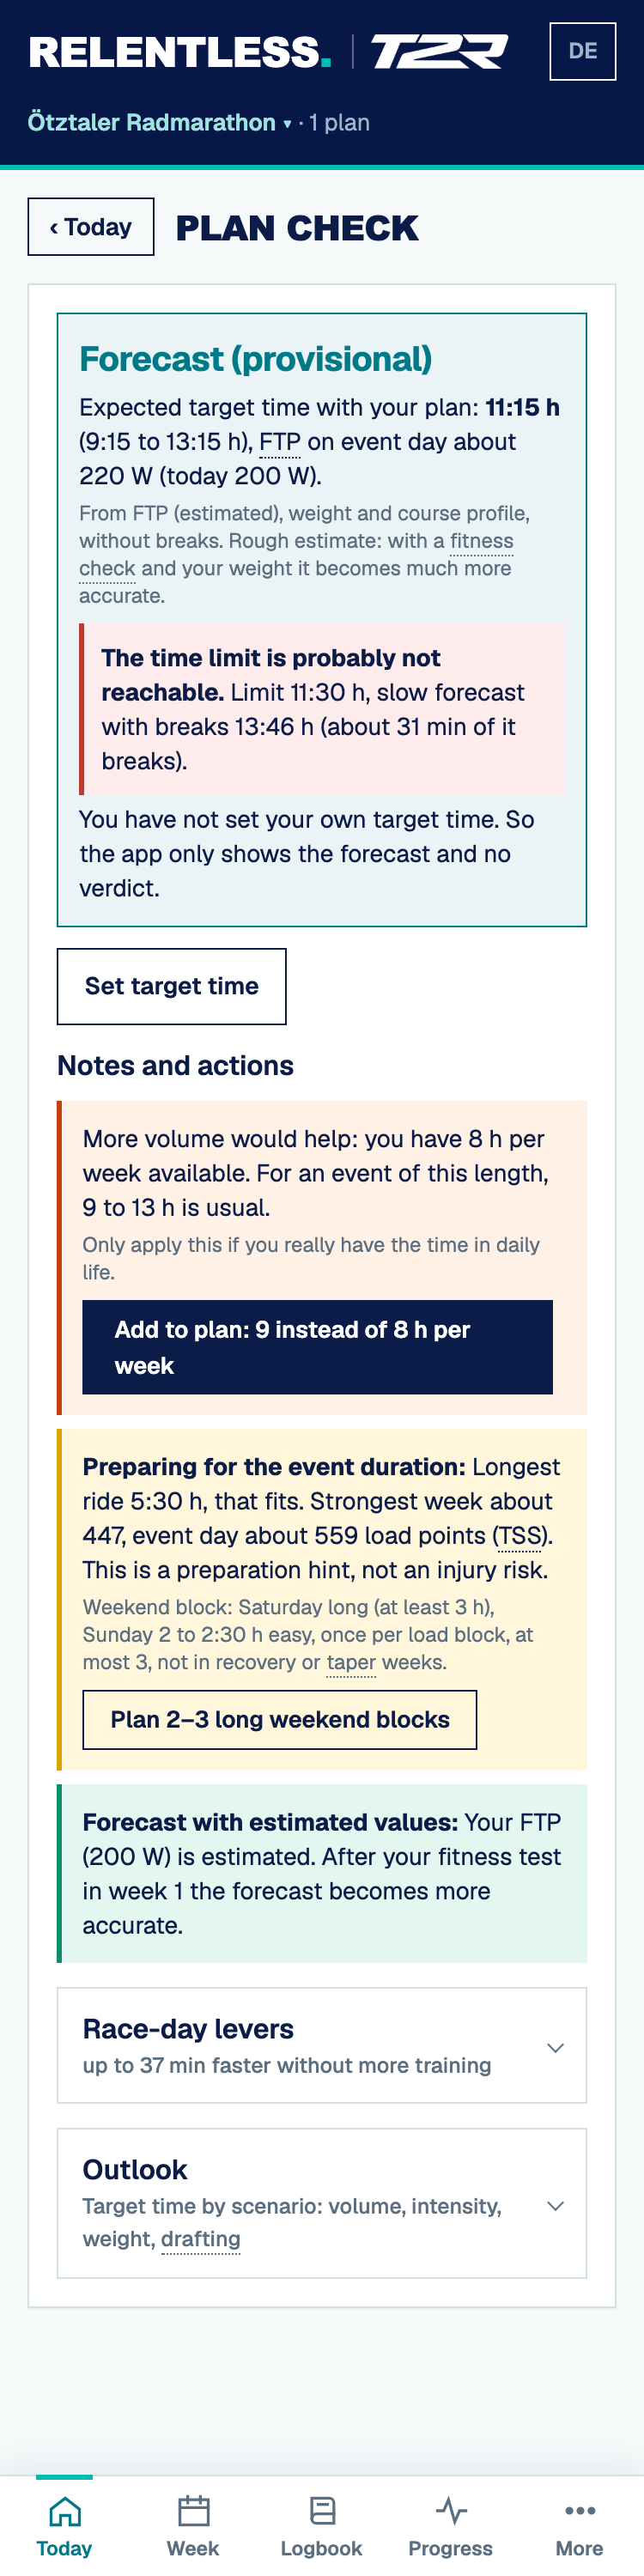 RELENTLESS. T2R DE
Ötztaler Radmarathon ▾ · 1 plan
‹ Today PLAN CHECK
Forecast (provisional)
Expected target time with your plan: 11:15 h
(9:15 to 13:15 h), FTP on event day about
220 W (today 200 W).
From FTP (estimated), weight and course profile,
without breaks. Rough estimate: with a fitness
check and your weight it becomes much more
accurate.
The time limit is probably not
reachable. Limit 11:30 h, slow forecast
with breaks 13:46 h (about 31 min of it
breaks).
You have not set your own target time. So
the app only shows the forecast and no
verdict.
Set target time
Notes and actions
More volume would help: you have 8 h per
week available. For an event of this length,
9 to 13 h is usual.
Only apply this if you really have the time in daily
life.
Add to plan: 9 instead of 8 h per
week
Preparing for the event duration: Longest
ride 5:30 h, that fits. Strongest week about
447, event day about 559 load points (TSS).
This is a preparation hint, not an injury risk.
Weekend block: Saturday long (at least 3 h),
Sunday 2 to 2:30 h easy, once per load block, at
most 3, not in recovery or taper weeks.
Plan 2–3 long weekend blocks
Forecast with estimated values: Your FTP
(200 W) is estimated. After your fitness test
in week 1 the forecast becomes more
accurate.
Race-day levers
up to 37 min faster without more training
Outlook
Target time by scenario: volume, intensity,
weight, drafting
Today Week Logbook Progress More